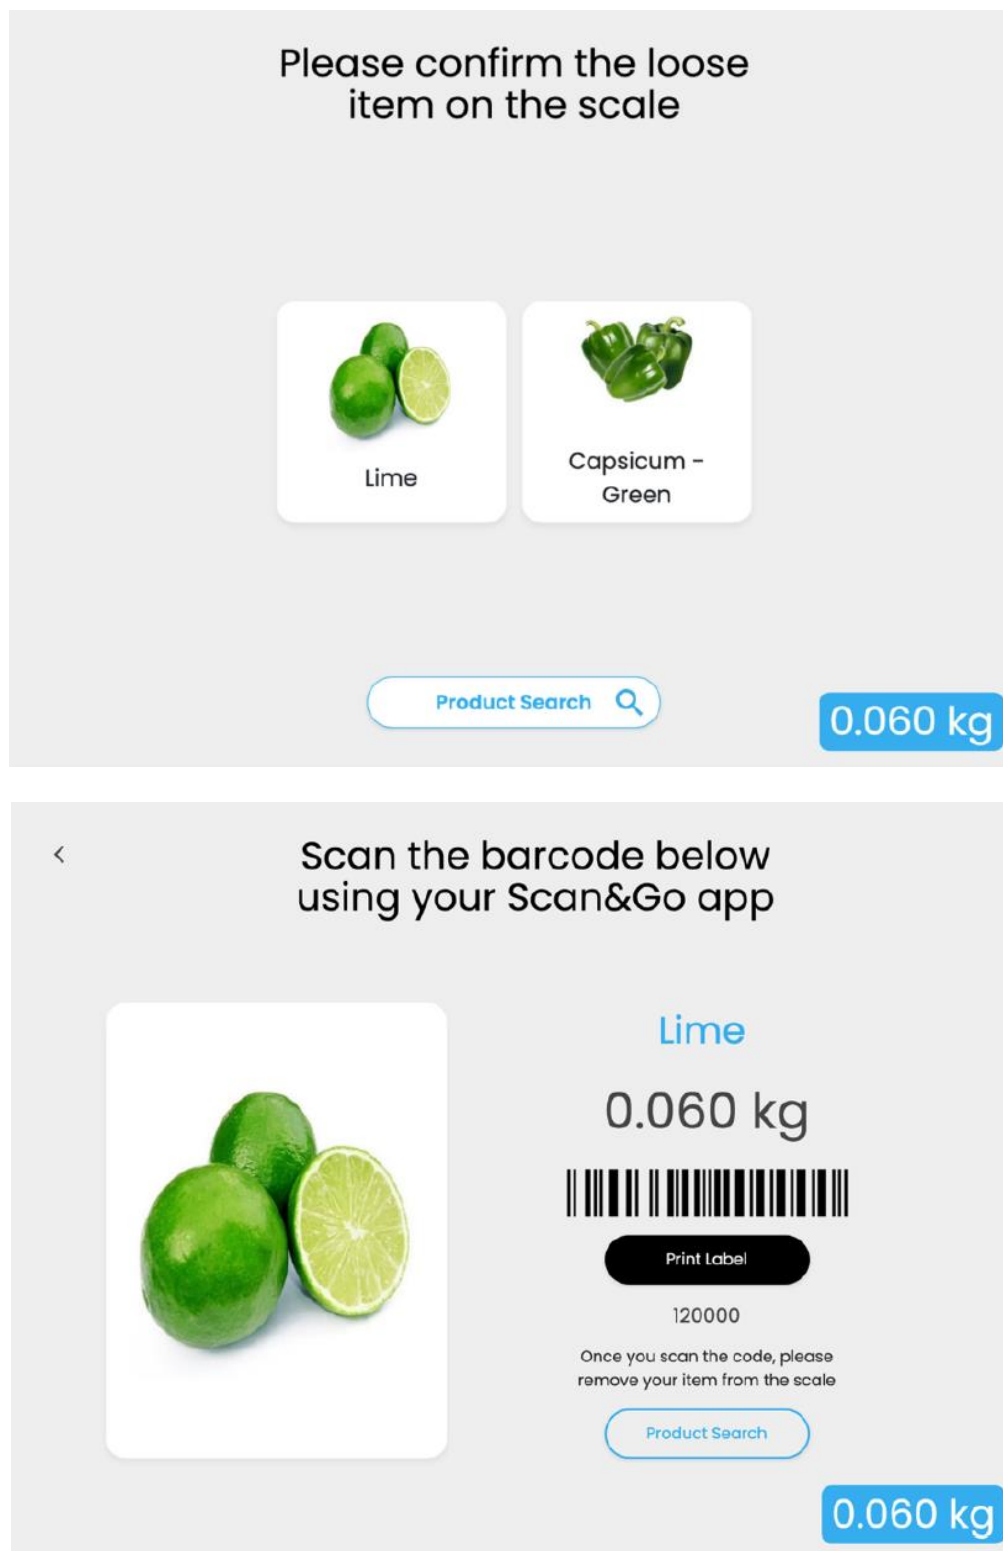 Please confirm the loose
item on the scale
Lime
Capsicum -
Green
Product Search
0.060 kg
Scan the barcode below
using your Scan&Go app
Lime
0.060 kg
Print Label
120000
Once you scan the code, please
remove your item from the scale
Product Search
0.060 kg